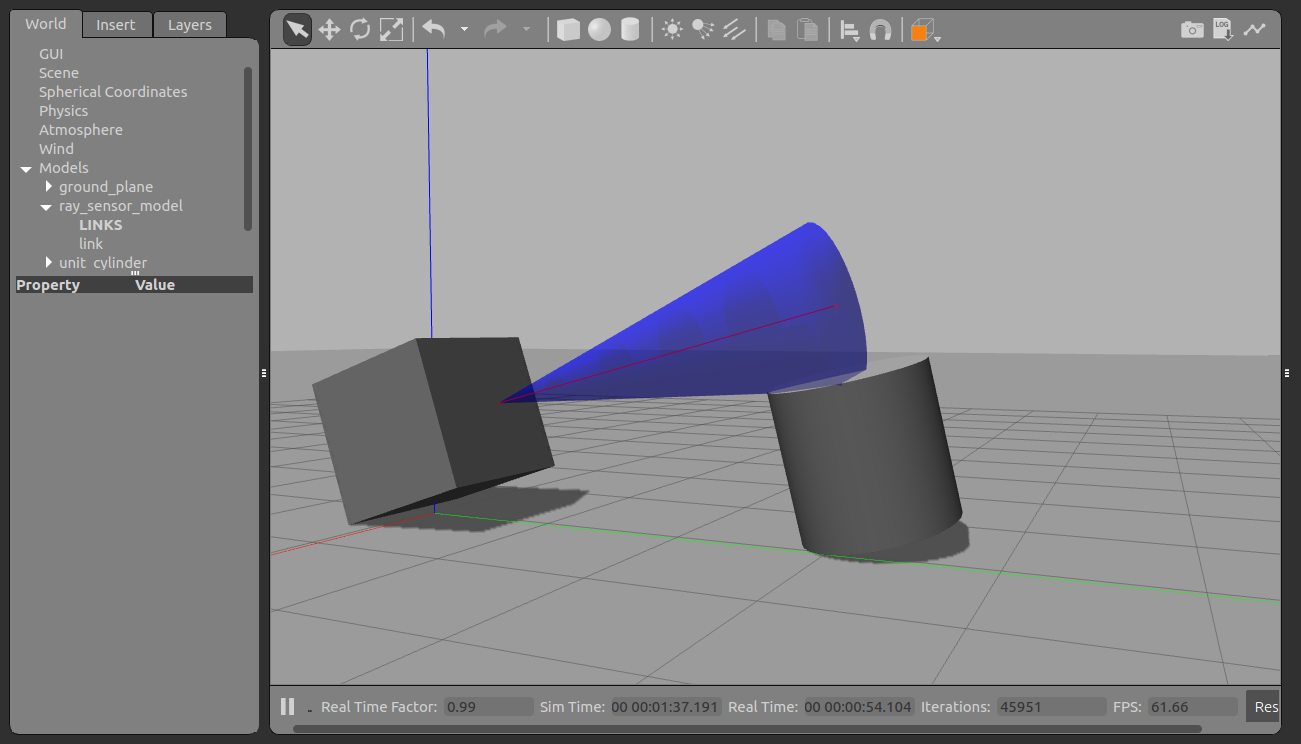 World Insert Layers
LOG
GUI
Scene
Spherical Coordinates
Physics
Atmosphere
Wind
Models
ground_plane
ray_sensor_model
LINKS
link
unit_cylinder
Property Value
Real Time Factor: 0.99 Sim Time: 00 00:01:37.191 Real Time: 00 00:00:54.104 Iterations: 45951 FPS: 61.66 Res